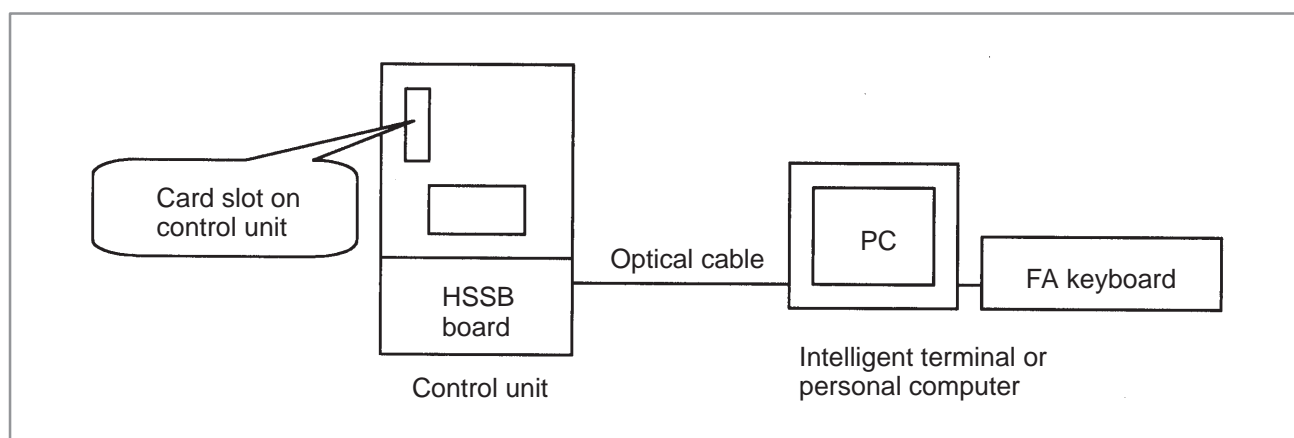 Card slot on
control unit
HSSB
board
Control unit
Optical cable
PC
FA keyboard
Intelligent terminal or
personal computer